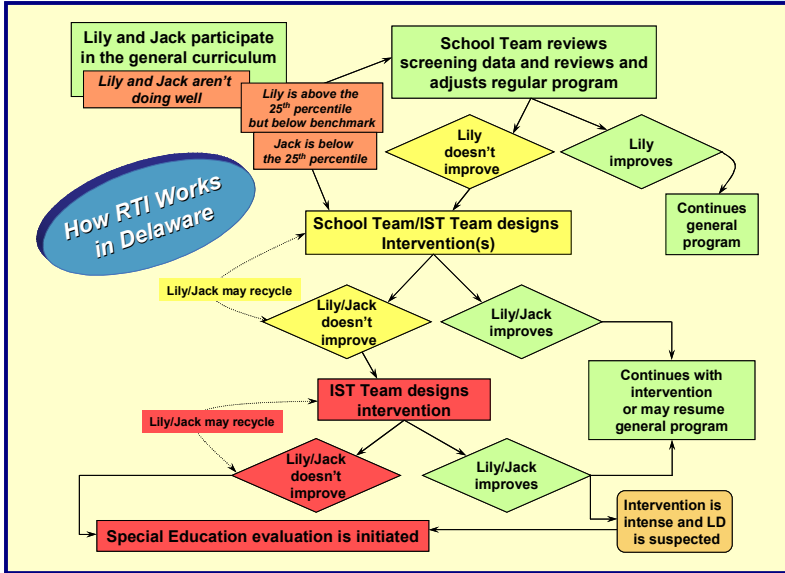 Lily and Jack participate
in the general curriculum
Lily and Jack aren't
doing well
Lily is above the
25th percentile
but below benchmark
Jack is below
the 25th percentile
School Team reviews
screening data and reviews and
adjusts regular program
Lily
doesn't
improve
Lily
improves
Continues
general
program
How RTI Works
in Delaware
School Team/IST Team designs
Intervention(s)
Lily/Jack may recycle
Lily/Jack
doesn't
improve
Lily/Jack
improves
Continues with
intervention
or may resume
general program
IST Team designs
intervention
Lily/Jack may recycle
Lily/Jack
doesn't
improve
Lily/Jack
improves
Intervention is
intense and LD
is suspected
Special Education evaluation is initiated